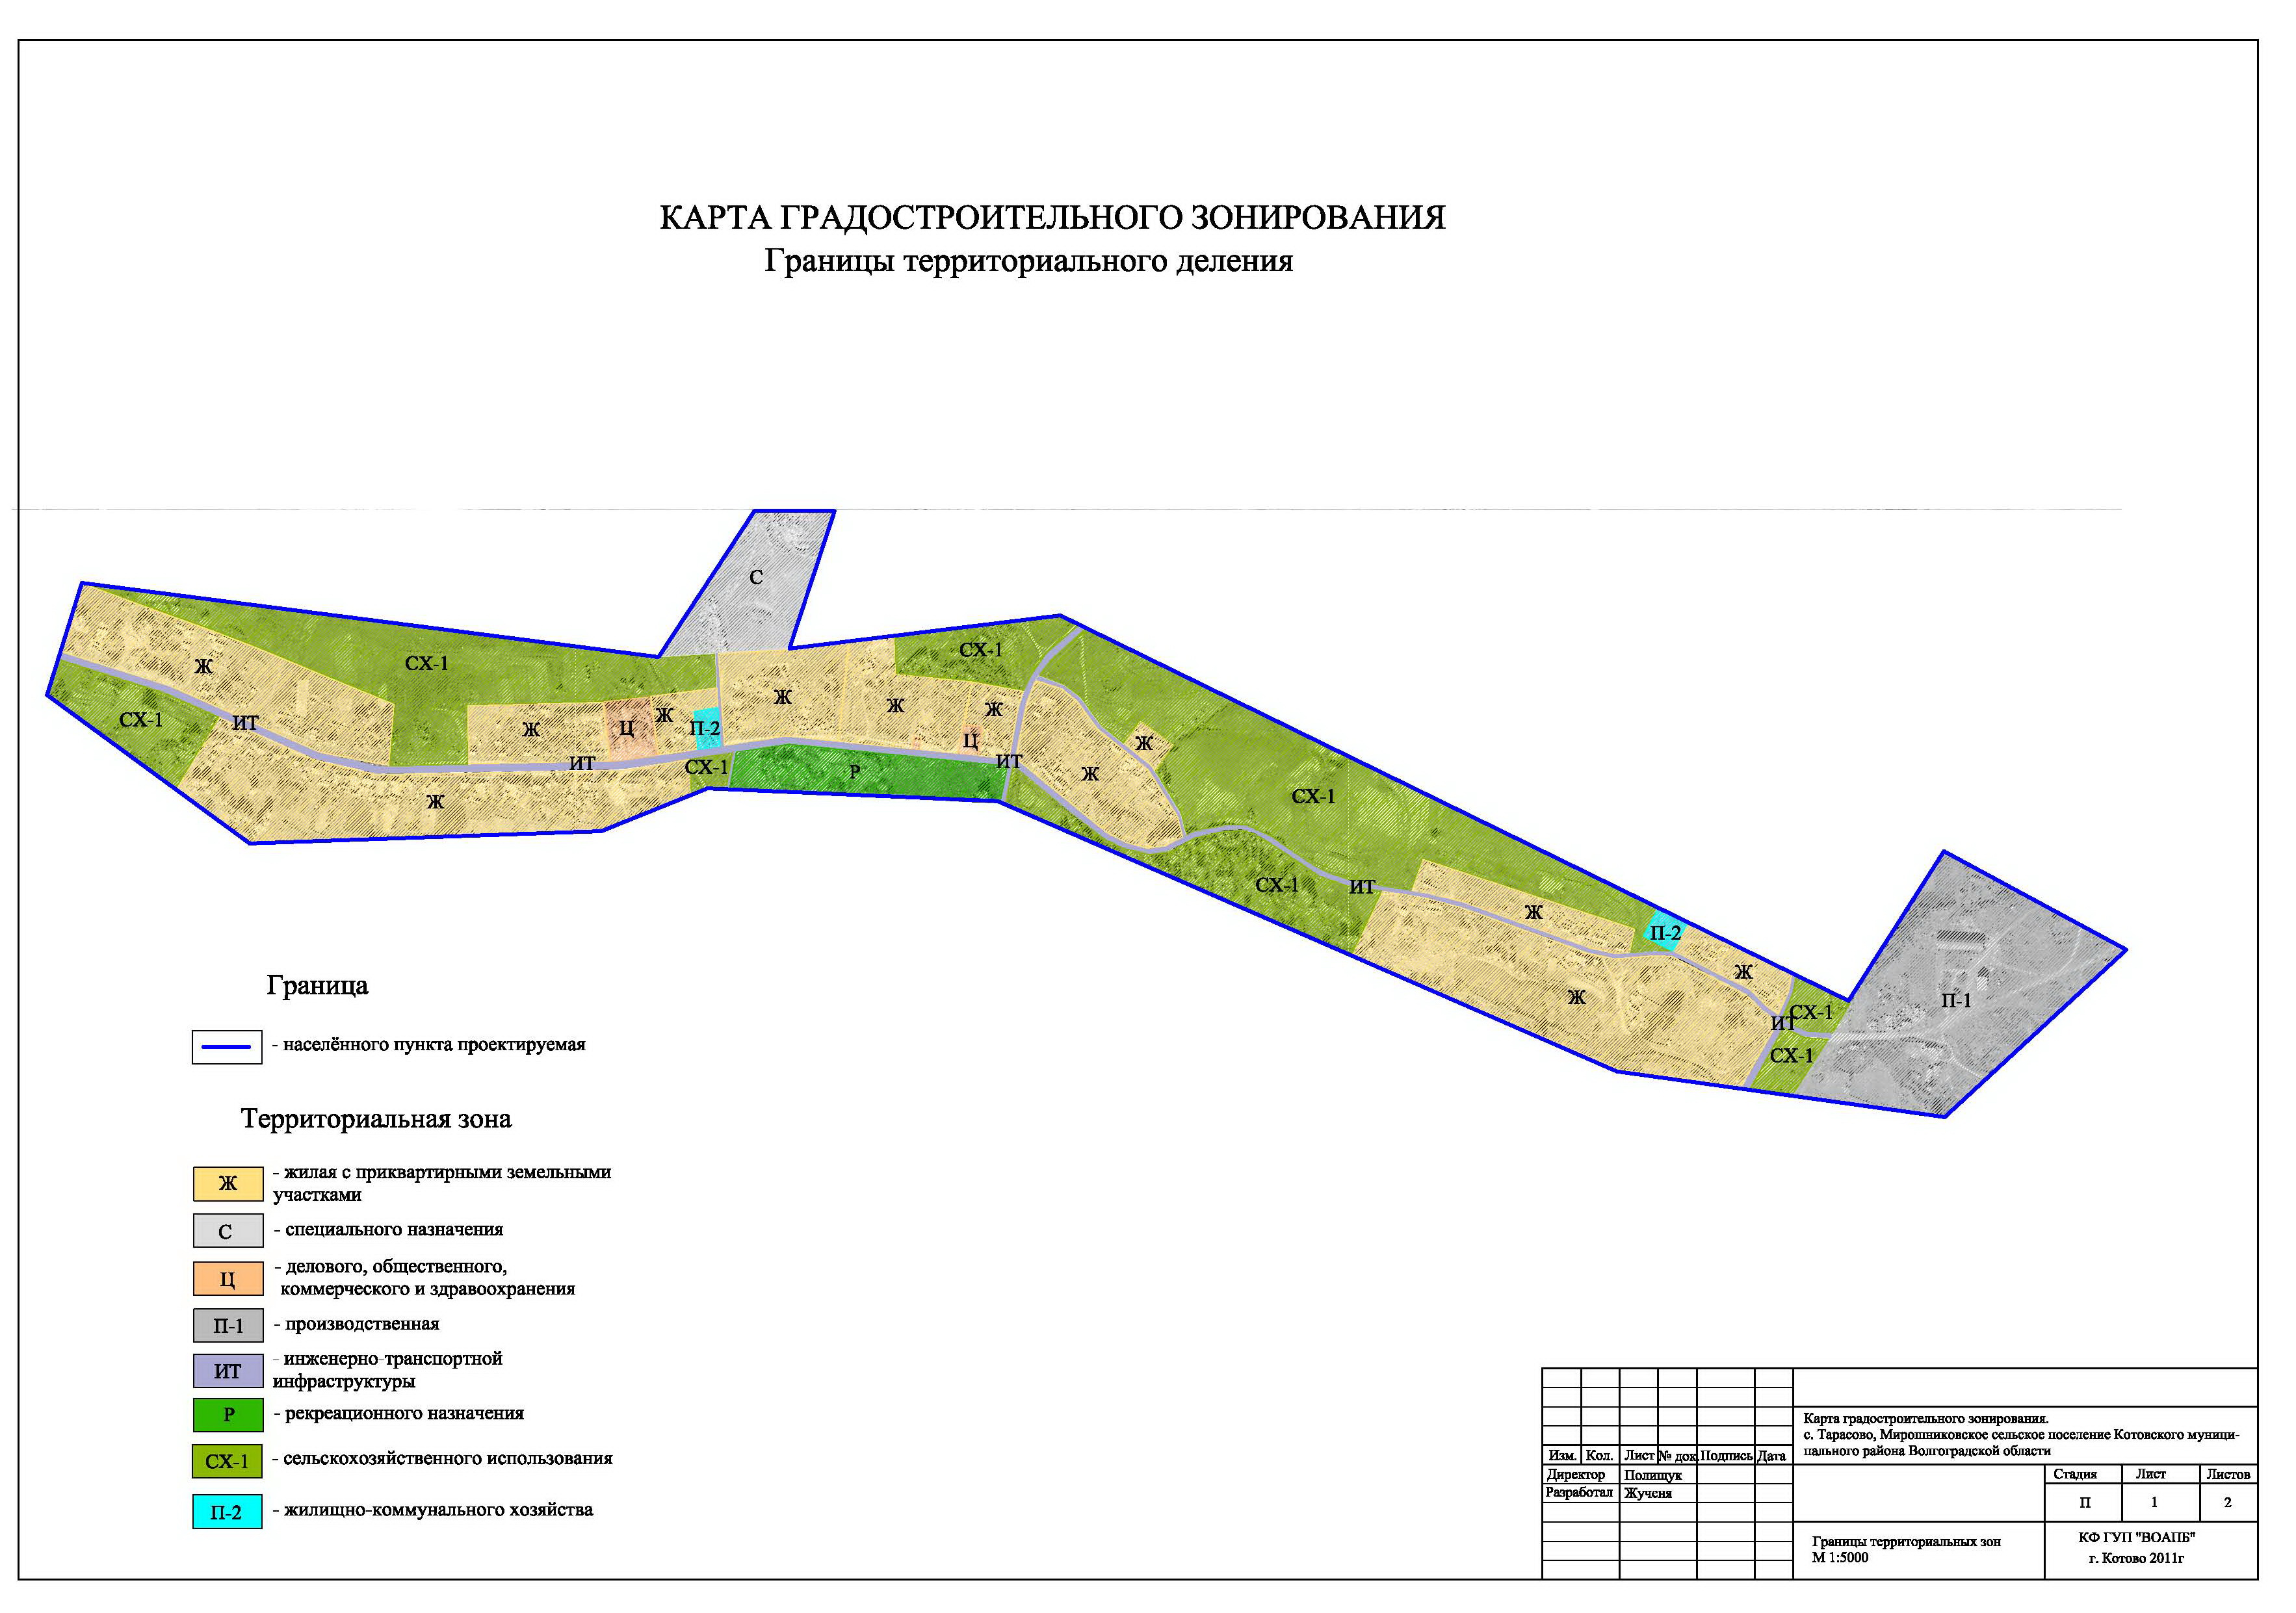 КАРТА ГРАДОСТРОИТЕЛЬНОГО ЗОНИРОВАНИЯ
Границы территориального деления
С
Ж
СХ-1
СХ-1
ИТ
Ж
Ц
Ж
П-2
ИТ
Ж
СХ-1
Ж
Ж
СХ-1
Ж
Ц
ИТ
Р
Ж
Ж
СХ-1
СХ-1
ИТ
Ж
П-2
Ж
Ж
СХ-1
ИТ
СХ-1
П-1
Граница
- населённого пункта проектируемая
Территориальная зона
Ж
- жилая с приквартирными земельными
участками
С
- специального назначения
Ц
- делового, общественного,
коммерческого и здравоохранения
П-1
- производственная
ИТ
- инженерно-транспортной
инфраструктуры
Р
- рекреационного назначения
СХ-1
- сельскохозяйственного использования
П-2
- жилищно-коммунального хозяйства
Карта градостроительного зонирования.
с. Тарасово, Мирошниковское сельское поселение Котовского муници-
пального района Волгоградской области
Изм. Кол. Лист № док. Подпись Дата
Директор Полищук
Разработал Жученя
Стадия Лист Листов
П 1 2
Границы территориальных зон
М 1:5000
КФ ГУП "ВОАПБ"
г. Котово 2011г